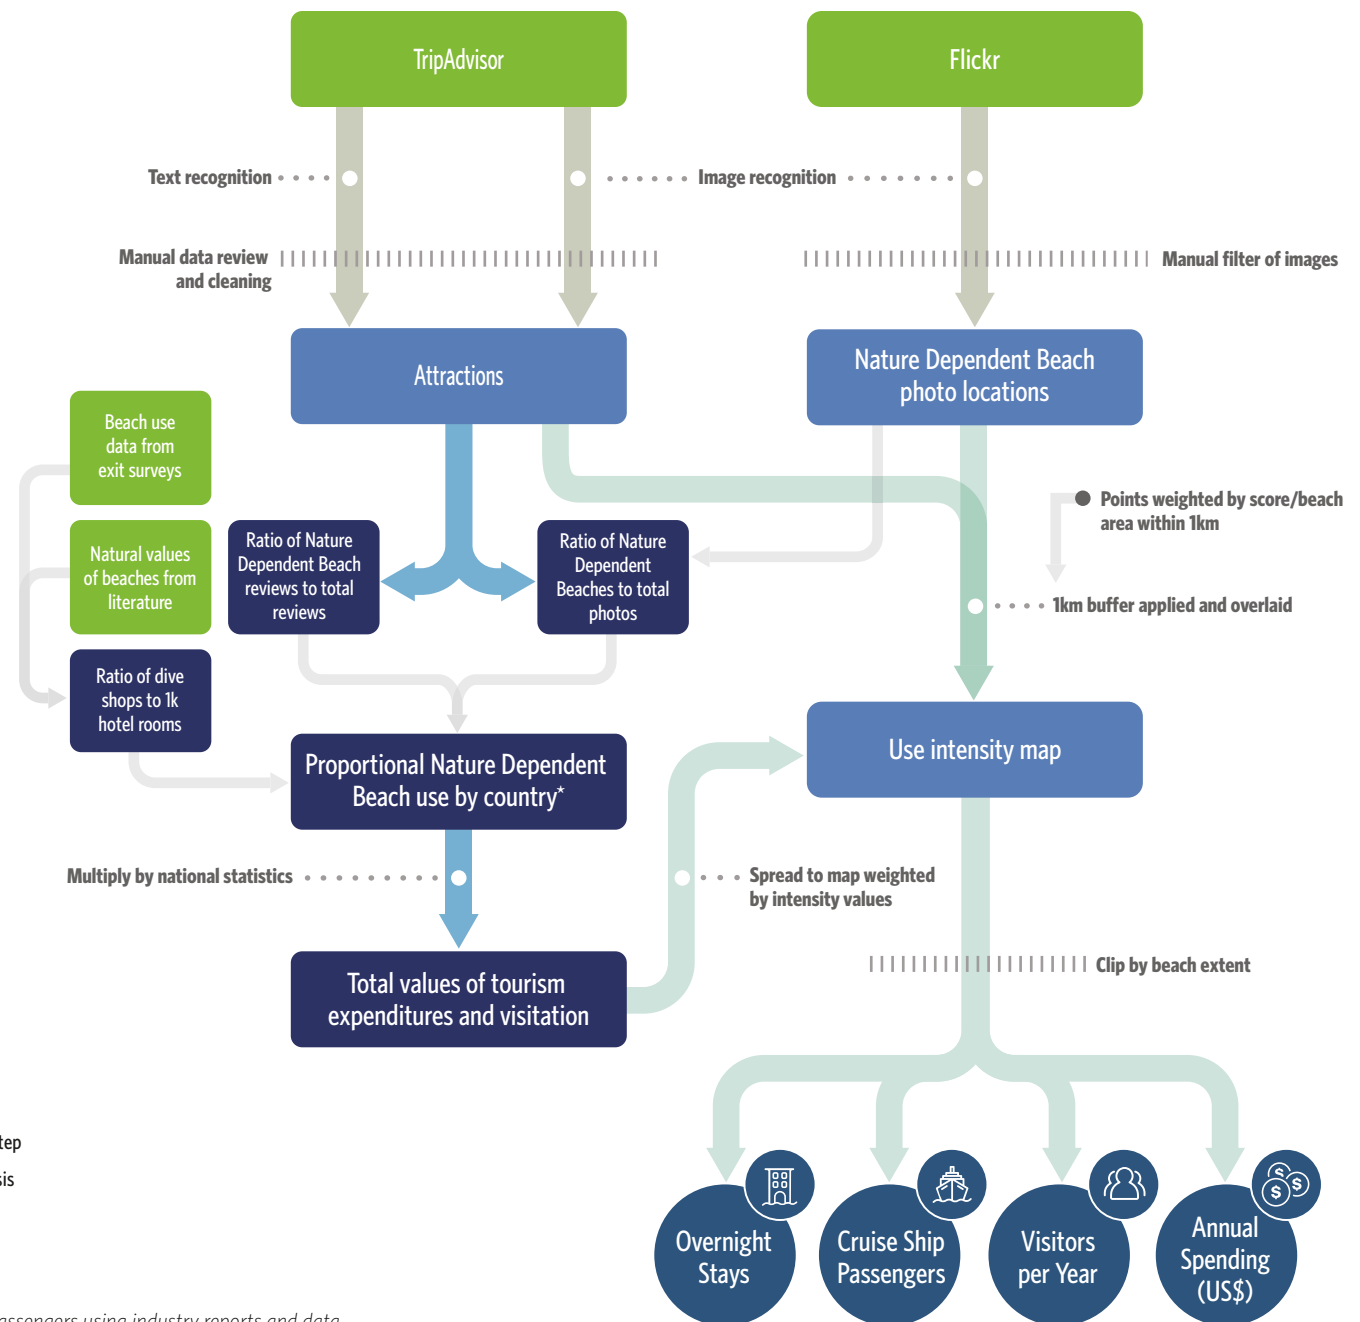 TripAdvisor
Flickr
Text recognition
Image recognition
Manual data review
and cleaning
Manual filter of images
Attractions
Nature Dependent Beach
photo locations
Beach use
data from
exit surveys
Points weighted by score/beach
area within 1km
Natural values
of beaches from
literature
Ratio of Nature
Dependent Beach
reviews to total
reviews
Ratio of Nature
Dependent
Beaches to total
photos
1km buffer applied and overlaid
Ratio of dive
shops to 1k
hotel rooms
Proportional Nature Dependent
Beach use by country*
Use intensity map
Multiply by national statistics
Spread to map weighted
by intensity values
Total values of tourism
expenditures and visitation
Clip by beach extent
tep
sis
Overnight
Stays
Cruise Ship
Passengers
Visitors
per Year
$ $ $
Annual
Spending
(US$)
assengers using industry reports and data